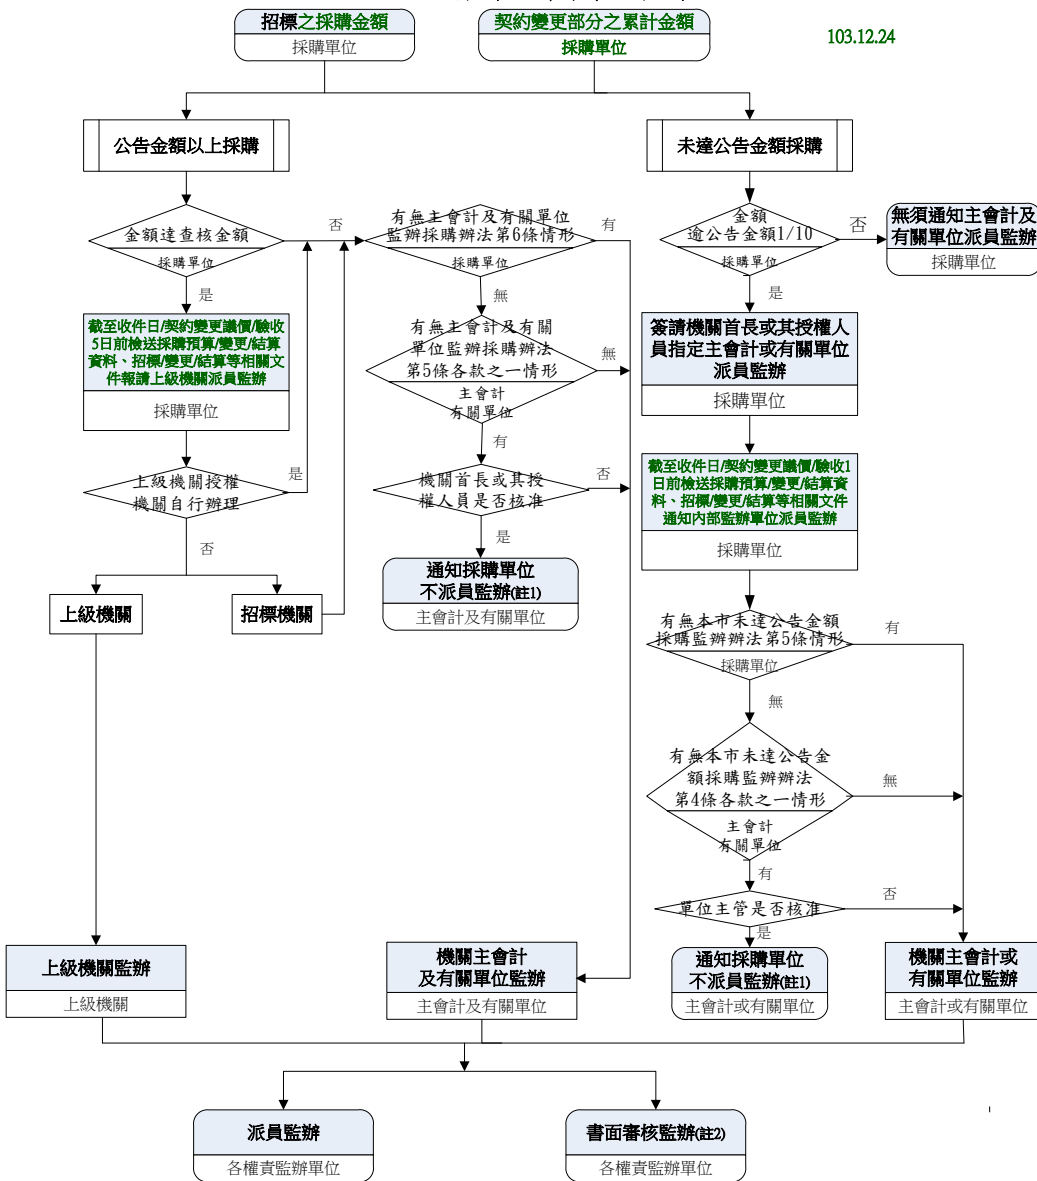 招標之採購金額
採購單位
契約變更部分之累計金額
採購單位
103.12.24
公告金額以上採購
未達公告金額採購
金額達查核金額
採購單位
否
是
有無主會計及有關單位
監辦採購辦法第6條情形
採購單位
有
無
金額
逾公告金額1/10
採購單位
否
是
無須通知主會計及
有關單位派員監辦
採購單位
截至收件日/契約變更議價/驗收
5日前檢送採購預算/變更/結算
資料、招標/變更/結算等相關文
件報請上級機關派員監辦
採購單位
有無主會計及有關
單位監辦採購辦法
第5條各款之一情形
主會計
有關單位
無
有
簽請機關首長或其授權人
員指定主會計或有關單位
派員監辦
採購單位
上級機關授權
機關自行辦理
是
否
機關首長或其授
權人員是否核准
否
是
截至收件日/契約變更議價/驗收1
日前檢送採購預算/變更/結算資
料、招標/變更/結算等相關文件
通知內部監辦單位派員監辦
採購單位
上級機關
招標機關
通知採購單位
不派員監辦(註1)
主會計及有關單位
有無本市未達公告金額
採購監辦辦法第5條情形
採購單位
有
無
有無本市未達公告金
額採購監辦辦法
第4條各款之一情形
主會計
有關單位
無
有
單位主管是否核准
否
是
上級機關監辦
上級機關
機關主會計
及有關單位監辦
主會計及有關單位
通知採購單位
不派員監辦(註1)
主會計或有關單位
機關主會計或
有關單位監辦
主會計或有關單位
派員監辦
各權責監辦單位
書面審核監辦(註2)
各權責監辦單位